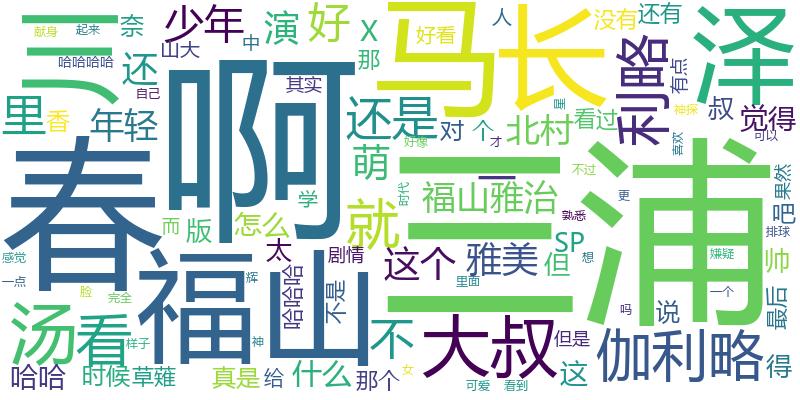 献身
起来
奈
少年
演
好
X
人
没有
还有
好看
马
长
泽
哈哈哈哈
山大
中
那
三
还
其实
自己
啊
利略
有点
叔
觉得
里
香
年轻
还是
对
个
北村
看过
里
神探
喜欢
可以
春
萌
好像
才
三浦
不过
果然
学
一
福山雅治
时代
更
巴
而
版
怎么
就
熟悉
排球
感觉
福山
太
剧情
SP
想
嫌疑
帅
哈哈哈
不是
这个
雅美
但
一点
辉
里面
一个
最后
脸
完全
汤
看
不
大叔
说
吗
样子
神
但是
伽利略
得
哈哈
时候
草薙
真是
给
什么
那个
女
可爱
看到
这